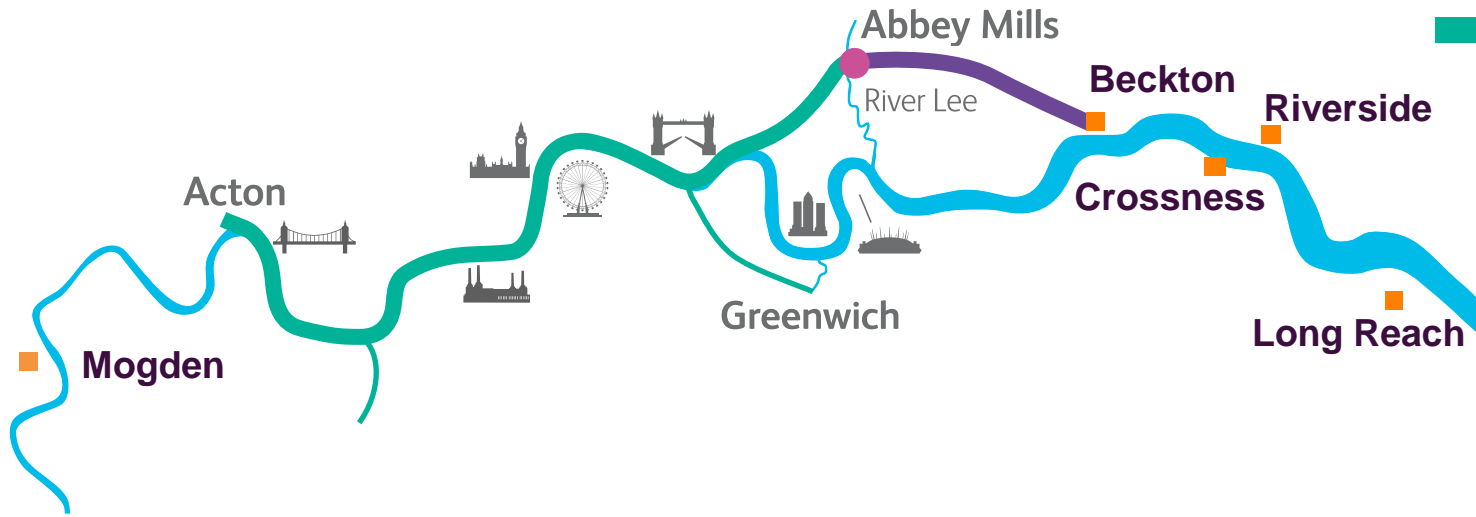 Abbey Mills
Beckton
River Lee
Riverside
Acton
Crossness
Greenwich
Long Reach
Mogden